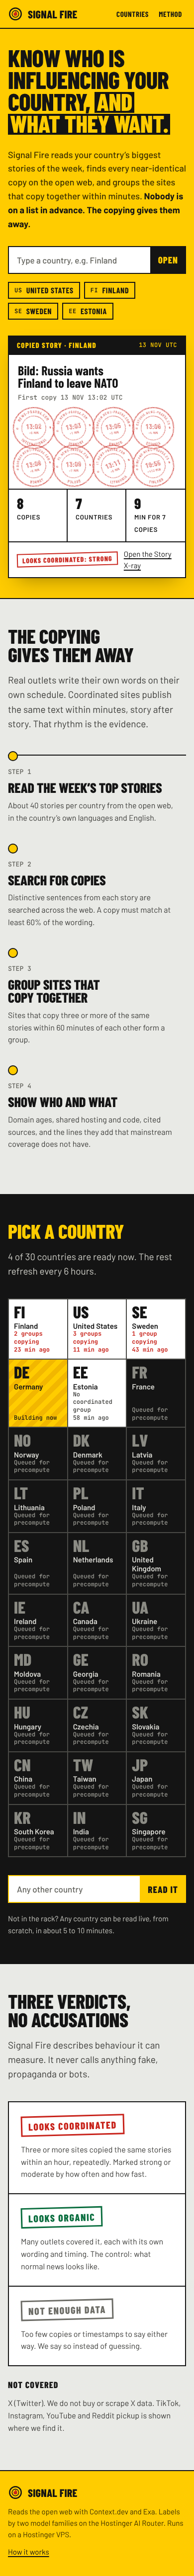 SIGNAL FIRE
COUNTRIES METHOD
KNOW WHO IS
INFLUENCING YOUR
COUNTRY, AND
WHAT THEY WANT.
Signal Fire reads your country's biggest
stories of the week, finds every near-identical
copy on the open web, and groups the sites
that copy together within minutes. Nobody is
on a list in advance. The copying gives them
away.
Type a country, e.g. Finland OPEN
US UNITED STATES FI FINLAND
SE SWEDEN EE ESTONIA
COPIED STORY · FINLAND 13 NOV UTC
Bild: Russia wants
Finland to leave NATO
First copy 13 NOV 13:02 UTC
8 7 9
COPIES COUNTRIES MIN FOR 7
COPIES
LOOKS COORDINATED: STRONG Open the Story
X-ray
THE COPYING
GIVES THEM AWAY
Real outlets write their own words on their
own schedule. Coordinated sites publish
the same text within minutes, story after
story. That rhythm is the evidence.
STEP 1
READ THE WEEK'S TOP STORIES
About 40 stories per country from the open web,
in the country's own languages and English.
STEP 2
SEARCH FOR COPIES
Distinctive sentences from each story are
searched across the web. A copy must match at
least 60% of the wording.
STEP 3
GROUP SITES THAT
COPY TOGETHER
Sites that copy three or more of the same
stories within 60 minutes of each other form a
group.
STEP 4
SHOW WHO AND WHAT
Domain ages, shared hosting and code, cited
sources, and the lines they add that mainstream
coverage does not have.
PICK A COUNTRY
4 of 30 countries are ready now. The rest
refresh every 6 hours.
FI
Finland
2 groups
copying
23 min ago
US
United States
3 groups
copying
11 min ago
SE
Sweden
1 group
copying
43 min ago
DE
Germany
Building now
EE
Estonia
No
coordinated
group
58 min ago
FR
France
Queued for
precompute
NO
Norway
Queued for
precompute
DK
Denmark
Queued for
precompute
LV
Latvia
Queued for
precompute
LT
Lithuania
Queued for
precompute
PL
Poland
Queued for
precompute
IT
Italy
Queued for
precompute
ES
Spain
Queued for
precompute
NL
Netherlands
Queued for
precompute
GB
United
Kingdom
Queued for
precompute
IE
Ireland
Queued for
precompute
CA
Canada
Queued for
precompute
UA
Ukraine
Queued for
precompute
MD
Moldova
Queued for
precompute
GE
Georgia
Queued for
precompute
RO
Romania
Queued for
precompute
HU
Hungary
Queued for
precompute
CZ
Czechia
Queued for
precompute
SK
Slovakia
Queued for
precompute
CN
China
Queued for
precompute
TW
Taiwan
Queued for
precompute
JP
Japan
Queued for
precompute
KR
South Korea
Queued for
precompute
IN
India
Queued for
precompute
SG
Singapore
Queued for
precompute
Any other country READ IT
Not in the rack? Any country can be read live, from
scratch, in about 5 to 10 minutes.
THREE VERDICTS,
NO ACCUSATIONS
Signal Fire describes behaviour it can
measure. It never calls anything fake,
propaganda or bots.
LOOKS COORDINATED
Three or more sites copied the same stories
within an hour, repeatedly. Marked strong or
moderate by how often and how fast.
LOOKS ORGANIC
Many outlets covered it, each with its own
wording and timing. The control: what
normal news looks like.
NOT ENOUGH DATA
Too few copies or timestamps to say either
way. We say so instead of guessing.
NOT COVERED
X (Twitter). We do not buy or scrape X data. TikTok,
Instagram, YouTube and Reddit pickup is shown
where we find it.
SIGNAL FIRE
Reads the open web with Context.dev and Exa. Labels
by two model families on the Hostinger AI Router. Runs
on a Hostinger VPS.
How it works